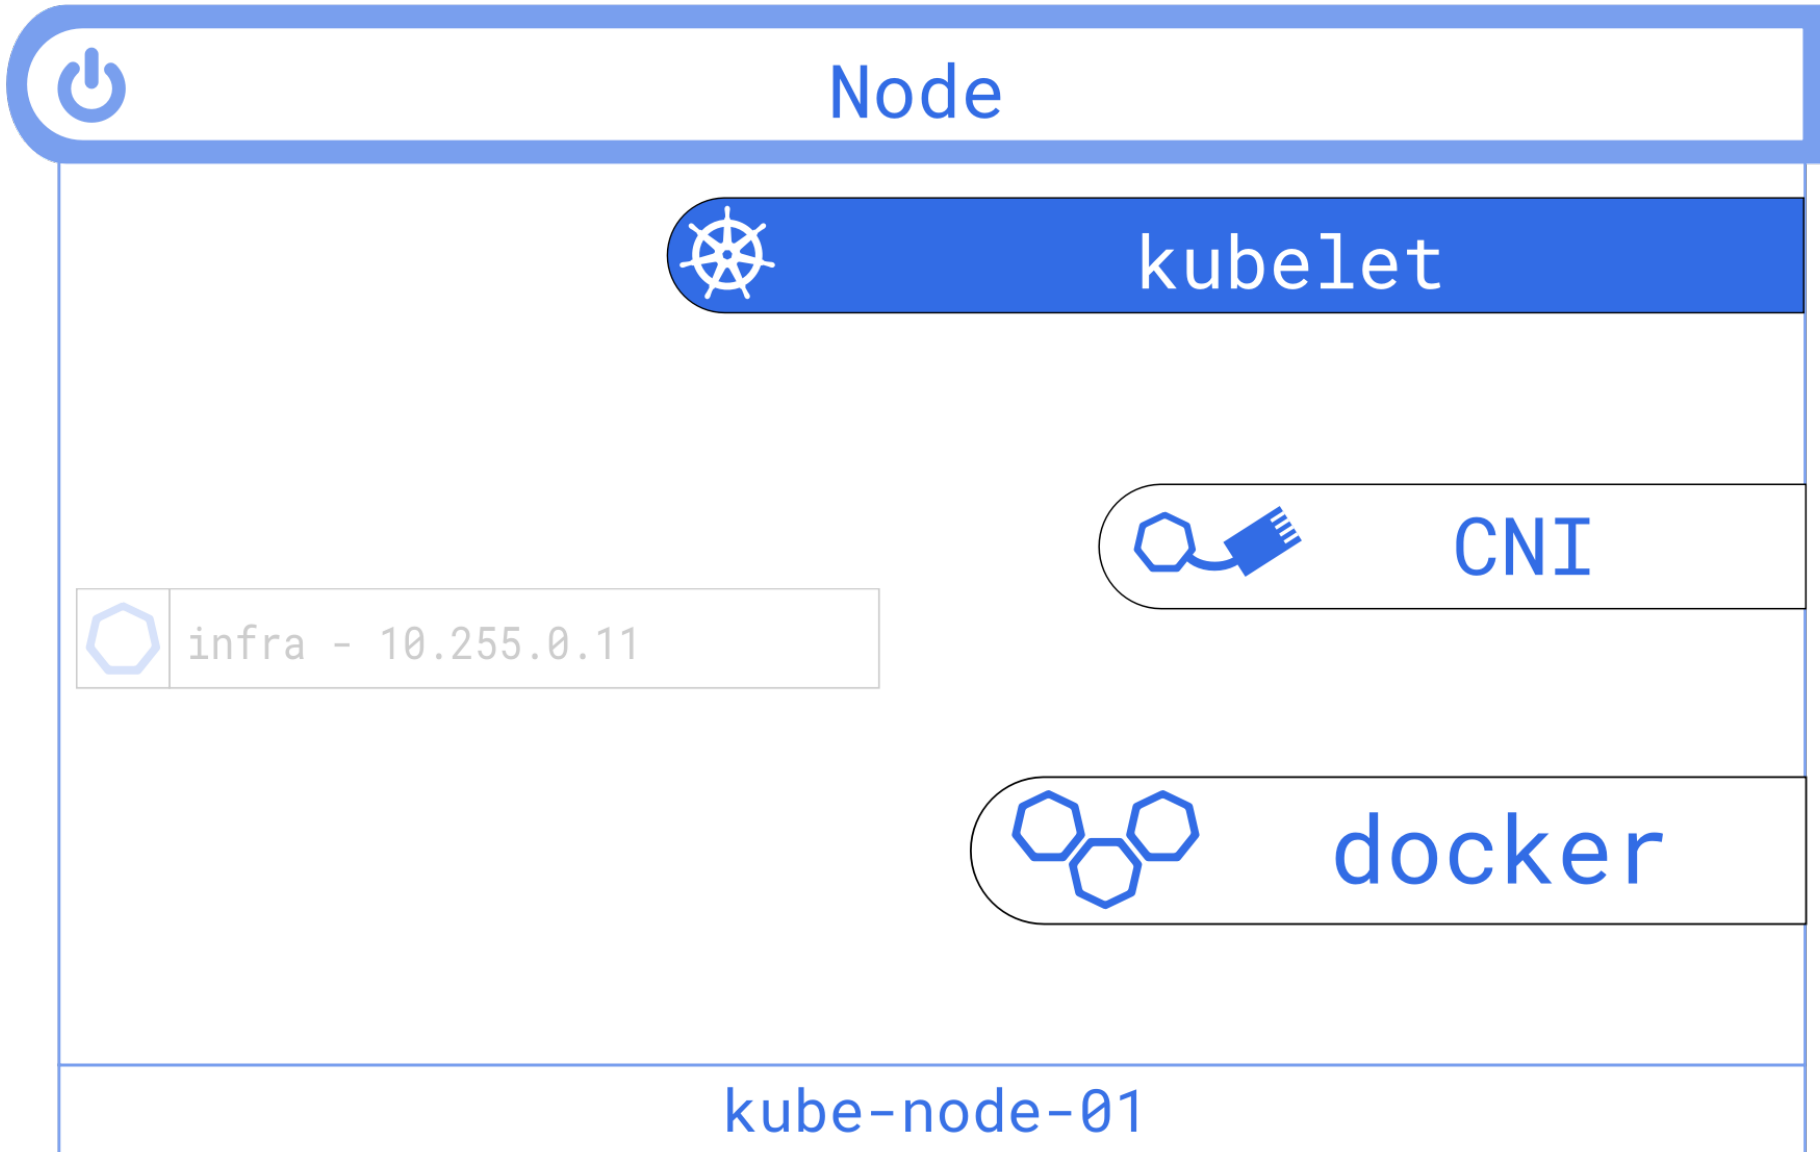 Node
kubelet
CNI
infra - 10.255.0.11
docker
kube-node-01